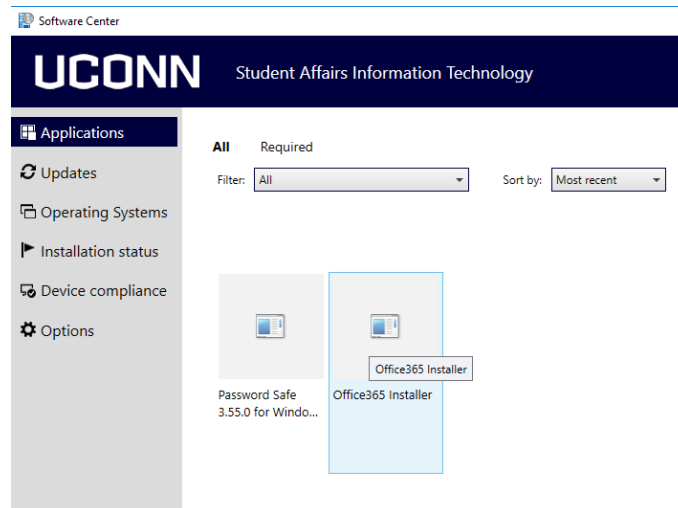 Software Center
UCONN Student Affairs Information Technology
Applications
Updates
Operating Systems
Installation status
Device compliance
Options
All Required
Filter: All Sort by: Most recent
Office365 Installer
Password Safe
3.55.0 for Windo...
Office365 Installer